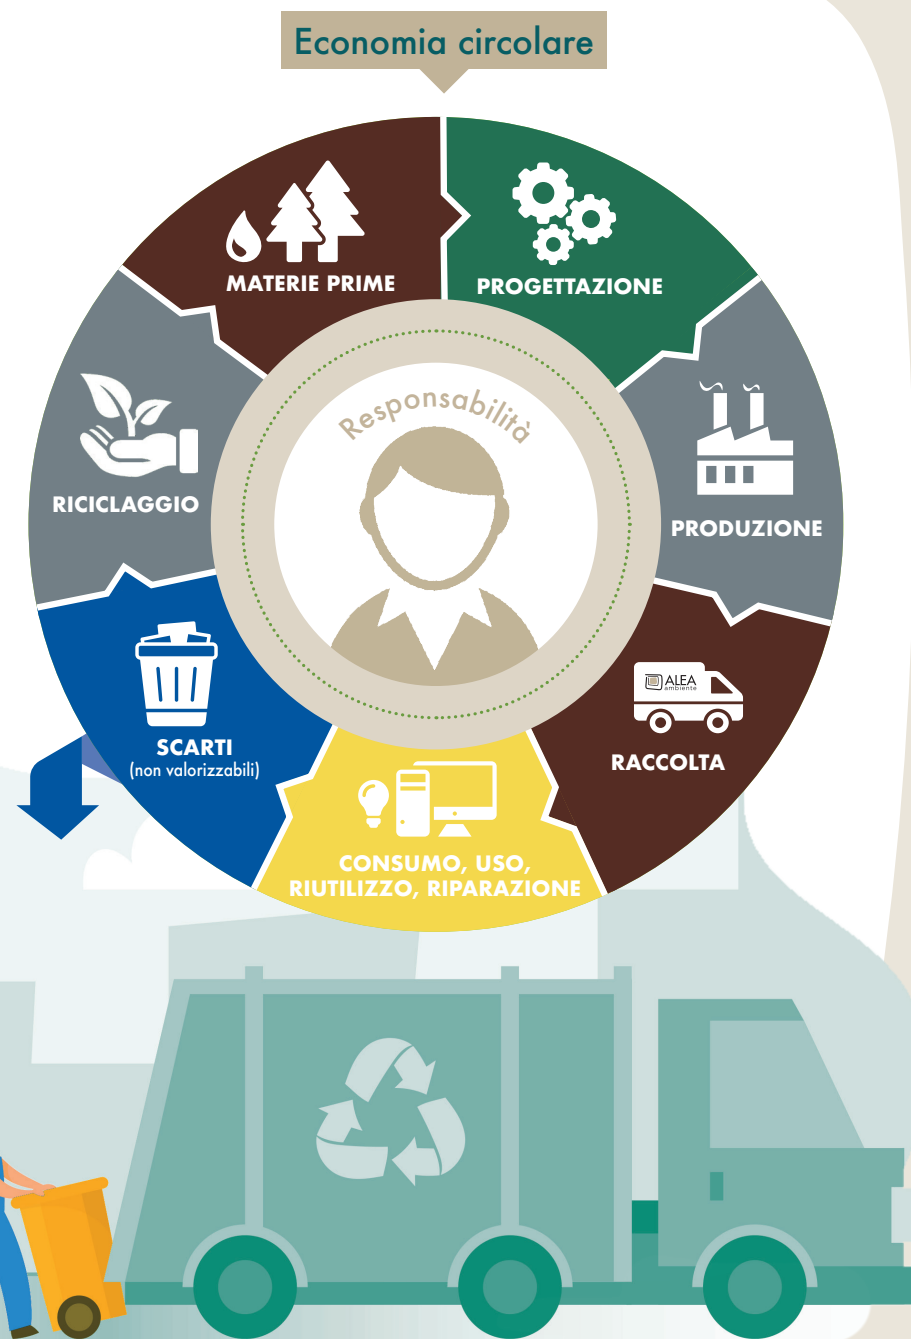 Economia circolare
MATERIE PRIME
PROGETTAZIONE
Responsabilità
RICICLAGGIO
PRODUZIONE
ALEA
ambiente
SCARTI
(non valorizzabili)
RACCOLTA
CONSUMO, USO,
RIUTILIZZO, RIPARAZIONE